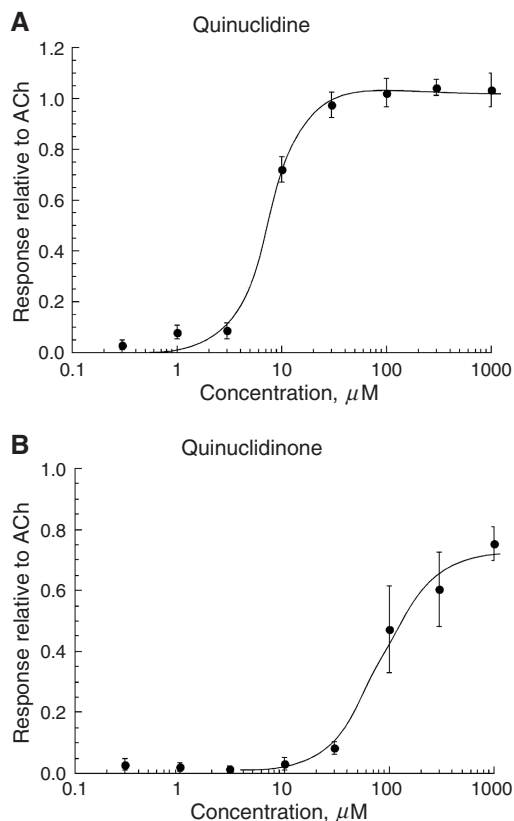 A
Quinuclidine
Response relative to ACh
1.2
1.0
0.8
0.6
0.4
0.2
0.0
0.1 1 10 100 1000
Concentration, μM
B
Quinuclidinone
Response relative to ACh
1.0
0.8
0.6
0.4
0.2
0.0
0.1 1 10 100 1000
Concentration, μM